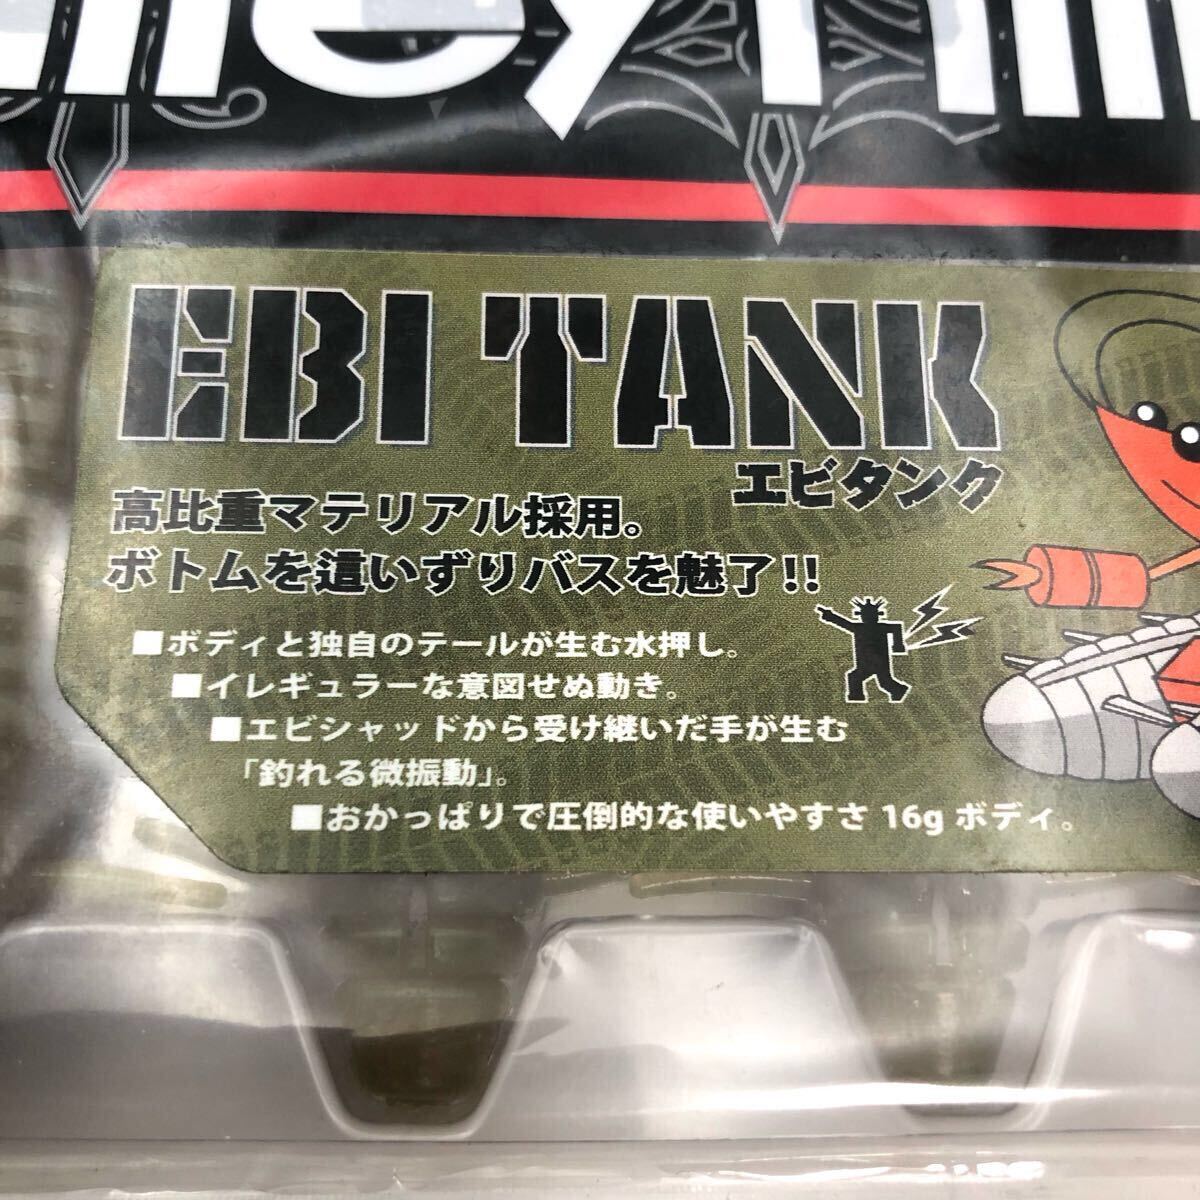 EBI TANK
エビタンク
高比重マテリアル採用。
ボトムを這いずりバスを魅了!!
■ボディと独自のテールが生む水押し。
■イレギュラーな意図せぬ動き。
■エビシャッドから受け継いだ手が生む
「釣れる微振動」。
■おかっぱりで圧倒的な使いやすさ 16g ボディ。